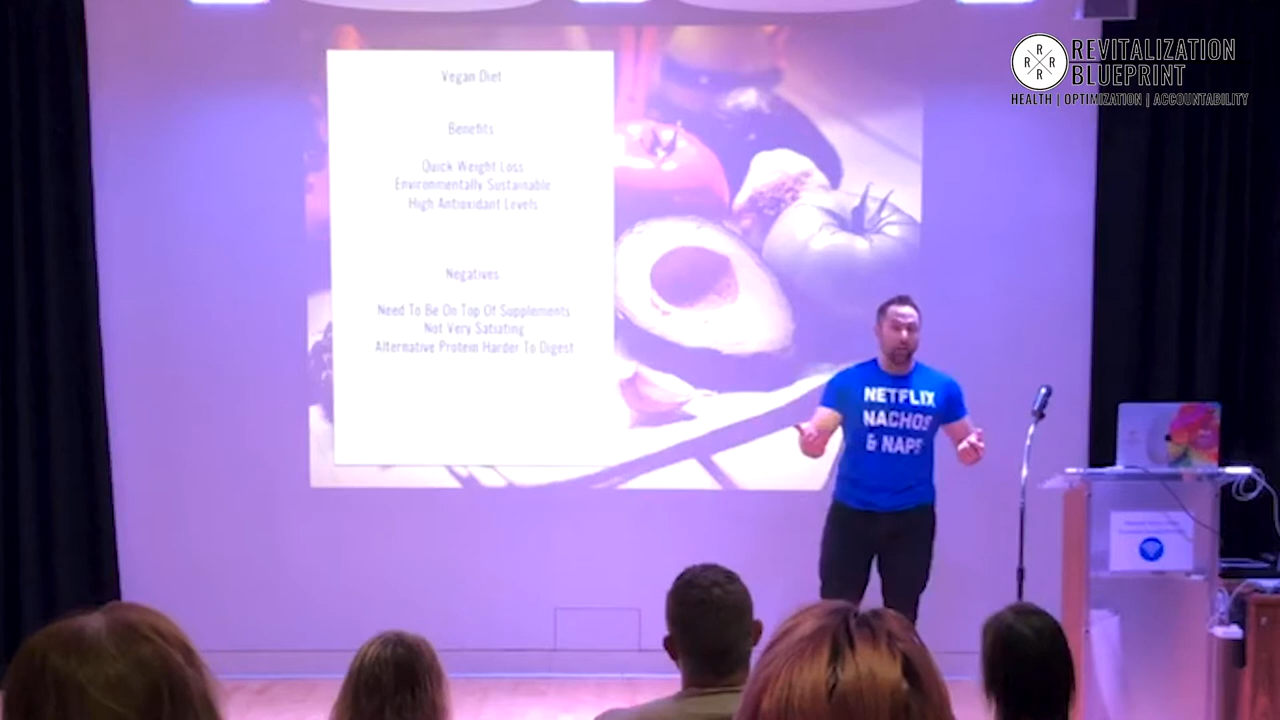 Vegan Diet
Benefits
Quick Weight Loss
Environmentally Sustainable
High Antioxidant Levels
Negatives
Need To Be On Top Of Supplements
Not Very Satiating
Alternative Protein Harder To Digest
R
R R
R
REVITALIZATION
BLUEPRINT
HEALTH | OPTIMIZATION | ACCOUNTABILITY
NETFLIX
NACHOS
& NAPS